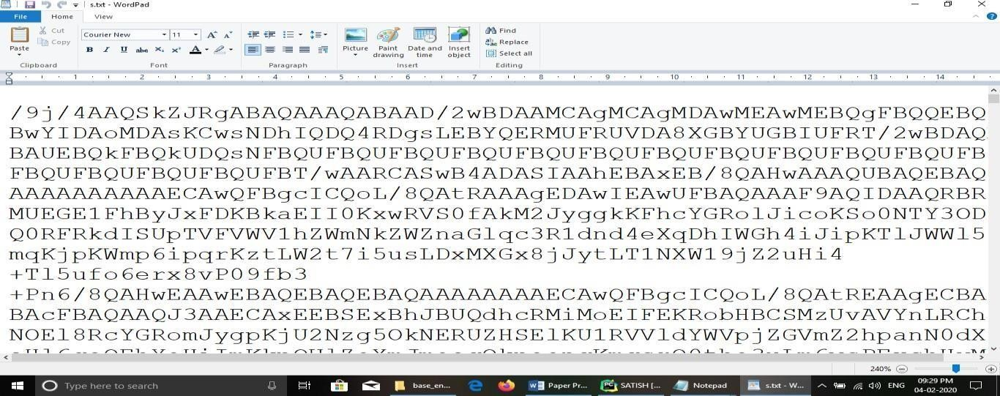 s.txt - WordPad
File Home View
Cut
Copy
Paste
Clipboard
Courier New 11
B I U abc X₂ X² A
Font
Paragraph
Picture
Paint drawing
Date and time
Insert object
Insert
Find
Replace
Select all
Editing
1 2 3 4 5 6 7 8 9 10 11 12 13 14
/9j/4AAQSkZJRgABAQAAAQABAAD/2wBDAAMCAgMCAgMDAwMEAwMEBQgFBQQEBQ
BwYIDAoMDAsKCwsNDhIQDQ4RDgsLEBYQERMUFRUVDA8XGBYUGBIUFRT/2wBDAQ
BAUEBQkFBQkUDQsNFBQUFBQUFBQUFBQUFBQUFBQUFBQUFBQUFBQUFBQUFBQUFB
FBQUFBQUFBQUFBQUFBT/wAARCASwB4ADASIAAhEBAxEB/8QAHwAAAQUBAQEBAQ
AAAAAAAAAAAECAwQFBgcICQoL/8QAtRAAAgEDAwIEAwUFBAQAAAF9AQIDAAQRBR
MUEGE1FhByJxFDKBkaEII0KxwRVS0fAkM2JyggkKFhcYGRolJicoKSo0NTY3OD
Q0RFRkdISUpTVFVWV1hZWmNkZWZnaGlqc3R1dnd4eXqDhIWGh4iJipKTlJWWl5
mqKjpKWmp6ipqrKztLW2t7i5usLDxMXGx8jJytLT1NXW19jZ2uHi4
+Tl5ufo6erx8vP09fb3
+Pn6/8QAHwEAAwEBAQEBAQEBAQAAAAAAAAECAwQFBgcICQoL/8QAtREAAgECBA
BAcFBAQAAQJ3AAECAxEEBSExBhJBUQdhcRMiMoEIFEKRobHBCSMzUvAVYnLRCh
NOEl8RcYGRomJygpKjU2Nzg5OkNERUZHSElKU1RVVldYWVpjZGVmZ2hpanN0dX
240%
Type here to search
base_en...
Paper Pr...
SATISH [...
Notepad
s.txt - W...
ENG
09:29 PM
04-02-2020